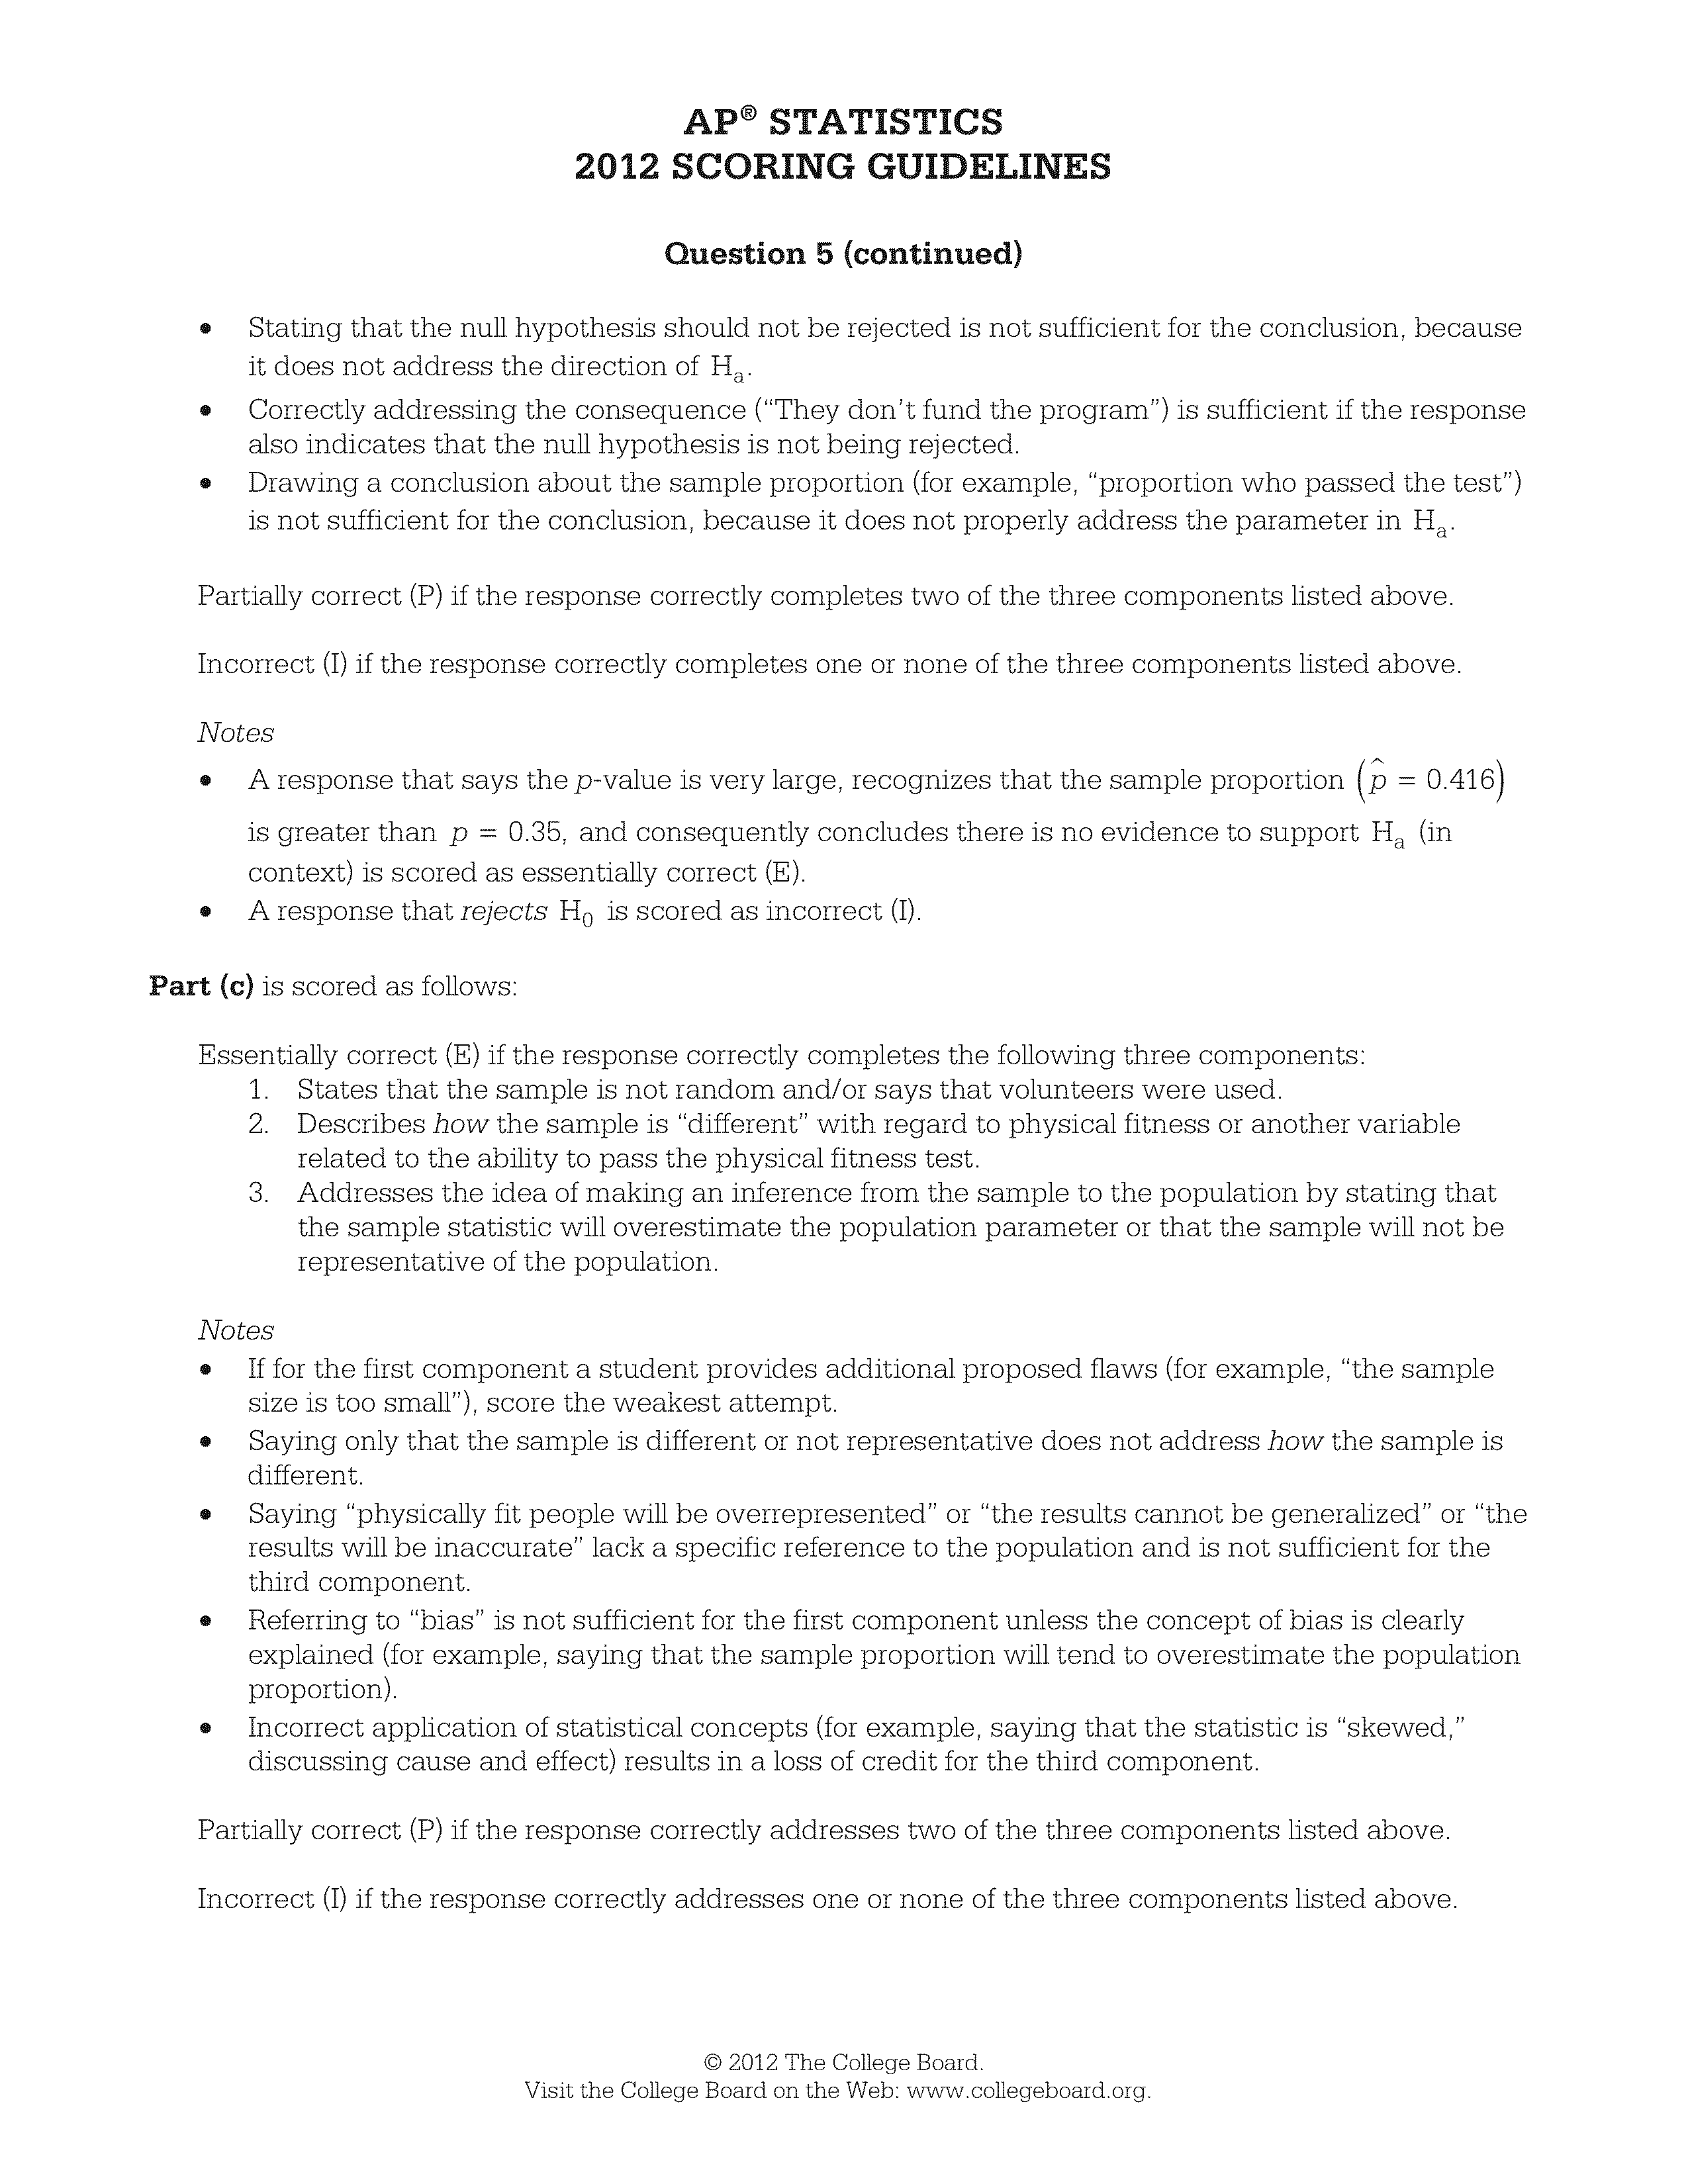 AP® STATISTICS
2012 SCORING GUIDELINES
Question 5 (continued)
• Stating that the null hypothesis should not be rejected is not sufficient for the conclusion, because
it does not address the direction of Hₐ.
• Correctly addressing the consequence (“They don’t fund the program”) is sufficient if the response
also indicates that the null hypothesis is not being rejected.
• Drawing a conclusion about the sample proportion (for example, “proportion who passed the test”)
is not sufficient for the conclusion, because it does not properly address the parameter in Hₐ.
Partially correct (P) if the response correctly completes two of the three components listed above.
Incorrect (I) if the response correctly completes one or none of the three components listed above.
Notes
• A response that says the p-value is very large, recognizes that the sample proportion (p̂ = 0.416)
is greater than p = 0.35, and consequently concludes there is no evidence to support Hₐ (in
context) is scored as essentially correct (E).
• A response that rejects H₀ is scored as incorrect (I).
Part (c) is scored as follows:
Essentially correct (E) if the response correctly completes the following three components:
1. States that the sample is not random and/or says that volunteers were used.
2. Describes how the sample is “different” with regard to physical fitness or another variable
related to the ability to pass the physical fitness test.
3. Addresses the idea of making an inference from the sample to the population by stating that
the sample statistic will overestimate the population parameter or that the sample will not be
representative of the population.
Notes
• If for the first component a student provides additional proposed flaws (for example, “the sample
size is too small”), score the weakest attempt.
• Saying only that the sample is different or not representative does not address how the sample is
different.
• Saying “physically fit people will be overrepresented” or “the results cannot be generalized” or “the
results will be inaccurate” lack a specific reference to the population and is not sufficient for the
third component.
• Referring to “bias” is not sufficient for the first component unless the concept of bias is clearly
explained (for example, saying that the sample proportion will tend to overestimate the population
proportion).
• Incorrect application of statistical concepts (for example, saying that the statistic is “skewed,”
discussing cause and effect) results in a loss of credit for the third component.
Partially correct (P) if the response correctly addresses two of the three components listed above.
Incorrect (I) if the response correctly addresses one or none of the three components listed above.
© 2012 The College Board.
Visit the College Board on the Web: www.collegeboard.org.